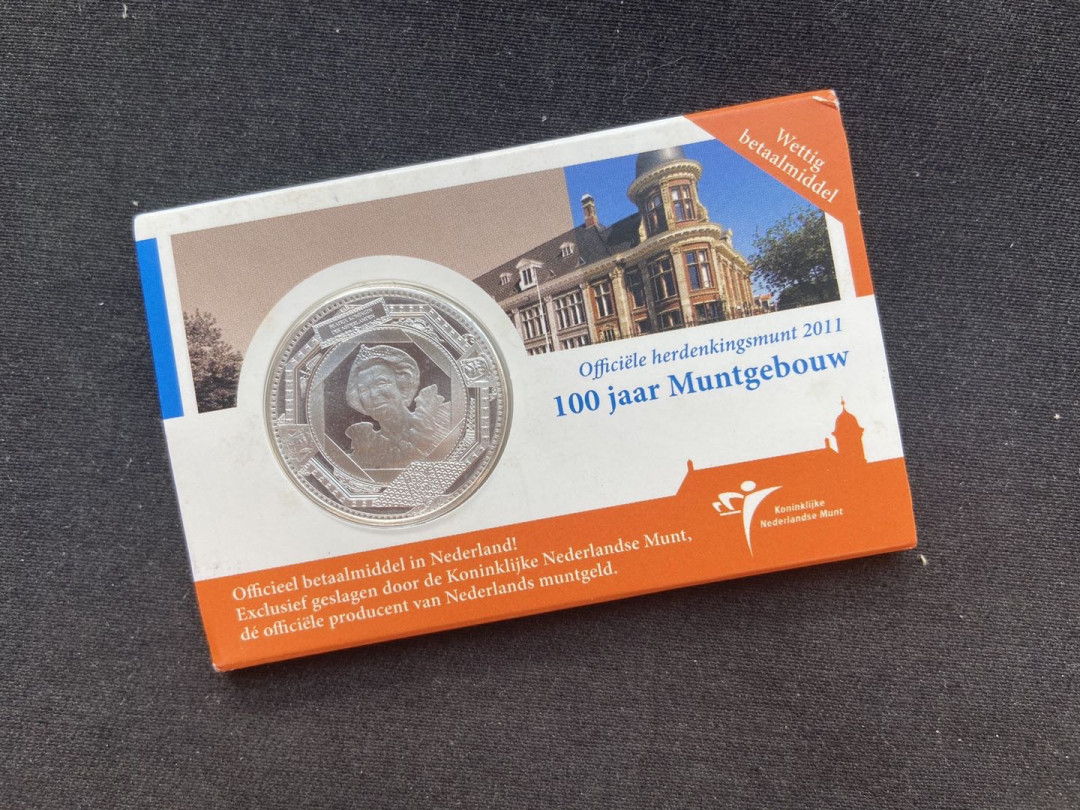 Wettig
betaalmiddel
Officiële herdenkingsmunt 2011
100 jaar Muntgebouw
Koninklijke
Nederlandse Munt
Officieel betaalmiddel in Nederland!
Exclusief geslagen door de Koninklijke Nederlandse Munt,
dé officiële producent van Nederlands muntgeld.